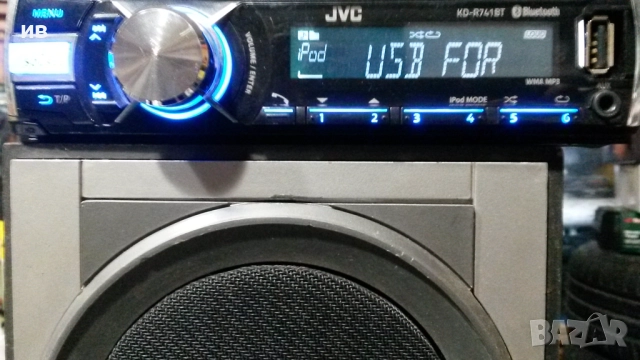 MENU
ИВ
JVC
KD-R741BT Bluetooth
iPod
USB FOR
VOLUME / ENTER
WMA MP3
T/P
iPod MODE
1 2 3 4 5 6
BAZAR